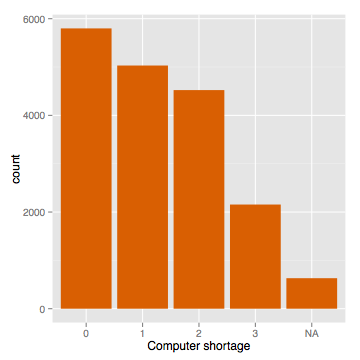 6000
4000
2000
0
count
0 1 2 3 NA
Computer shortage